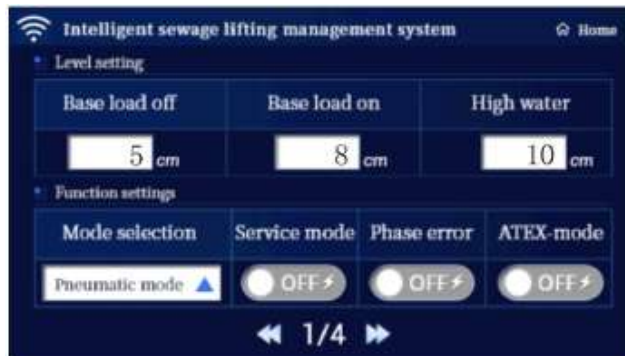 Intelligent sewage lifting management system Home
Level setting
Base load off Base load on High water
5 cm 8 cm 10 cm
Function settings
Mode selection Service mode Phase error ATEX-mode
Pneumatic mode OFF OFF OFF
1/4